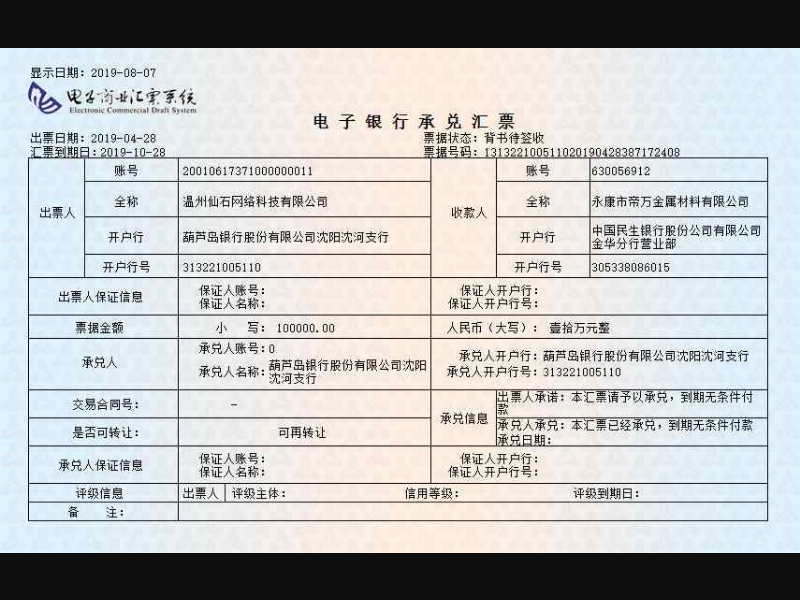 显示日期: 2019-08-07
电子商业汇票系统
Electronic Commercial Draft System
电子银行承兑汇票
出票日期: 2019-04-28 票据状态: 背书待签收
汇票到期日: 2019-10-28 票据号码: 131322100511020190428387172408
出票人 账号 20010617371000000011 收款人 账号 630056912
全称 温州仙石网络科技有限公司 全称 永康市帝万金属材料有限公司
开户行 葫芦岛银行股份有限公司沈阳沈河支行 开户行 中国民生银行股份公司有限公司
金华分行营业部
开户行号 313221005110 开户行号 305338086015
出票人保证信息 保证人账号: 保证人开户行:
保证人名称: 保证人开户行号:
票据金额 小 写: 100000.00 人民币(大写): 壹拾万元整
承兑人 承兑人账号:0 承兑人开户行: 葫芦岛银行股份有限公司沈阳沈河支行
承兑人名称: 葫芦岛银行股份有限公司沈阳
沈河支行 承兑人开户行号: 313221005110
交易合同号: - 承兑信息 出票人承诺: 本汇票请予以承兑, 到期无条件付
款
是否可转让: 可再转让 承兑人承兑: 本汇票已经承兑, 到期无条件付款
承兑日期:
承兑人保证信息 保证人账号: 保证人开户行:
保证人名称: 保证人开户行号:
评级信息 出票人 评级主体: 信用等级: 评级到期日:
备 注: